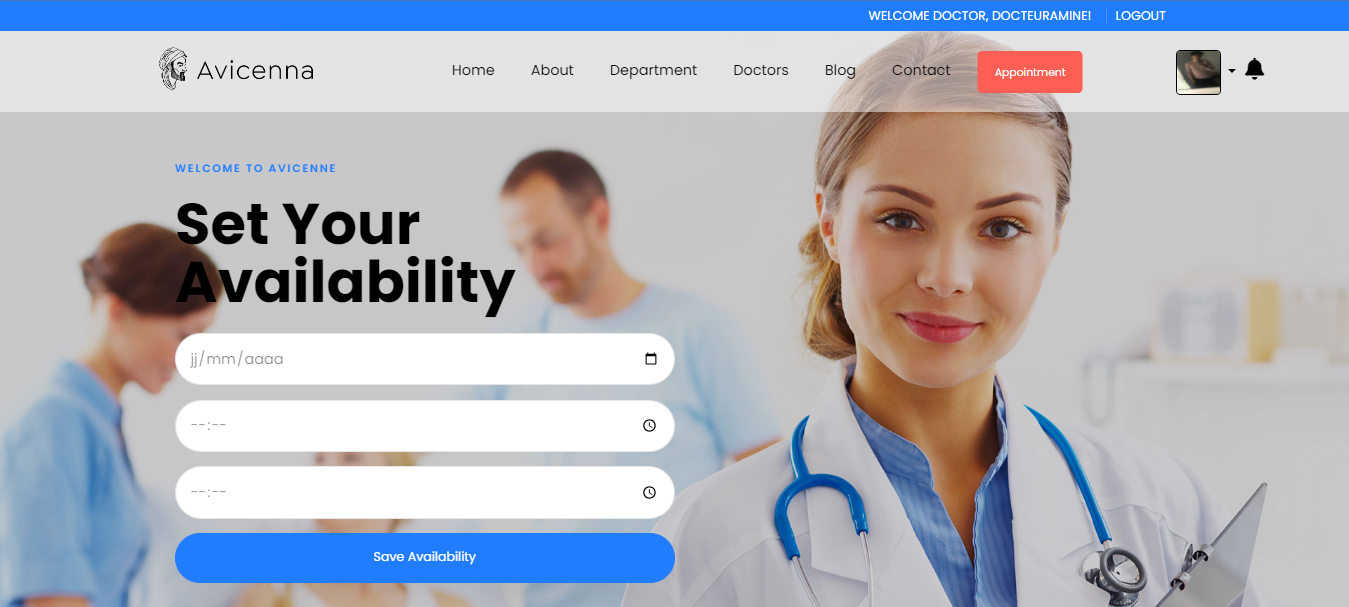 WELCOME DOCTOR, DOCTEURAMINE! LOGOUT
Avicenna Home About Department Doctors Blog Contact Appointment
WELCOME TO AVICENNE
Set Your
Availability
jj/mm/aaaa
--:--
--:--
Save Availability